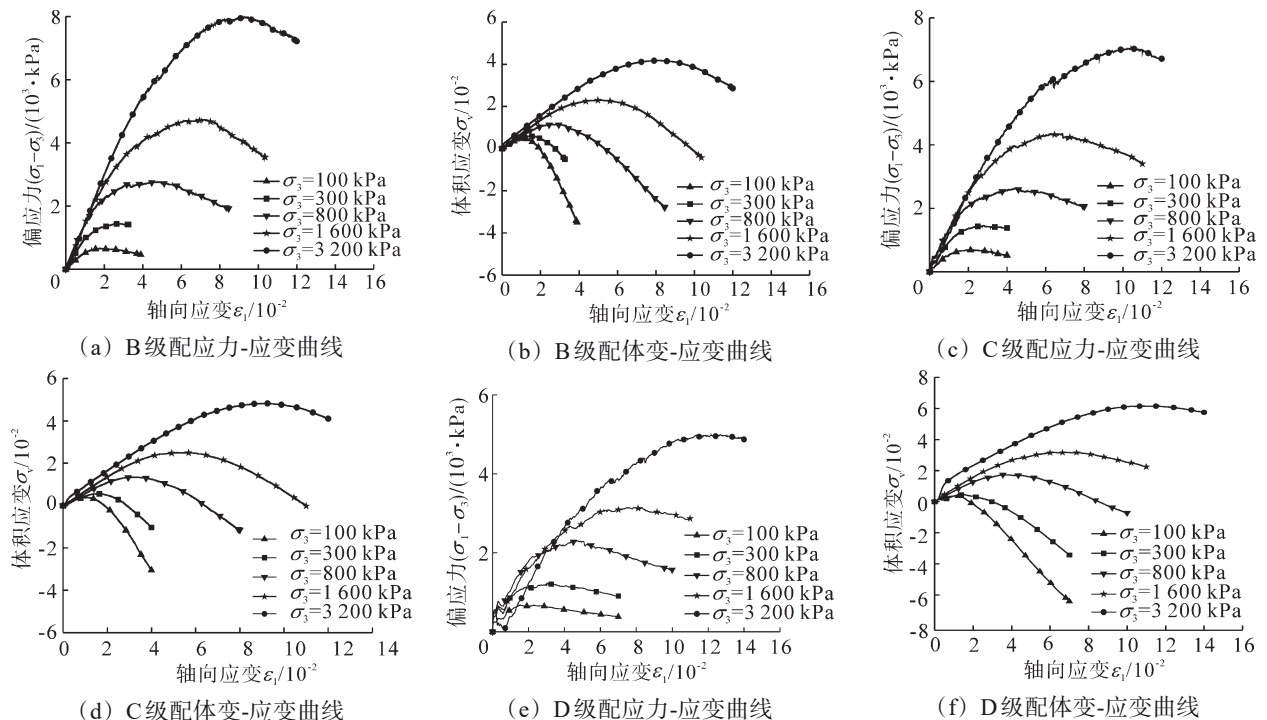 偏应力(σ₁−σ₃)/(10³·kPa)
8
6
4
2
0 2 4 6 8 10 12 14 16
轴向应变ε₁/10⁻²
σ₃=100 kPa
σ₃=300 kPa
σ₃=800 kPa
σ₃=1 600 kPa
σ₃=3 200 kPa
(a) B级配应力-应变曲线
体积应变σᵥ/10⁻²
6
4
2
0
-2
-4
-6
0 2 4 6 8 10 12 14 16
轴向应变ε₁/10⁻²
σ₃=100 kPa
σ₃=300 kPa
σ₃=800 kPa
σ₃=1 600 kPa
σ₃=3 200 kPa
(b) B级配体变-应变曲线
偏应力(σ₁−σ₃)/(10³·kPa)
8
6
4
2
0 2 4 6 8 10 12 14 16
轴向应变ε₁/10⁻²
σ₃=100 kPa
σ₃=300 kPa
σ₃=800 kPa
σ₃=1 600 kPa
σ₃=3 200 kPa
(c) C级配应力-应变曲线
体积应变σᵥ/10⁻²
6
4
2
0
-2
-4
-6
0 2 4 6 8 10 12 14
轴向应变ε₁/10⁻²
σ₃=100 kPa
σ₃=300 kPa
σ₃=800 kPa
σ₃=1 600 kPa
σ₃=3 200 kPa
(d) C级配体变-应变曲线
偏应力(σ₁−σ₃)/(10³·kPa)
6
4
2
0 2 4 6 8 10 12 14 16
轴向应变ε₁/10⁻²
σ₃=100 kPa
σ₃=300 kPa
σ₃=800 kPa
σ₃=1 600 kPa
σ₃=3 200 kPa
(e) D级配应力-应变曲线
体积应变σᵥ/10⁻²
8
6
4
2
0
-2
-4
-6
-8
0 2 4 6 8 10 12 14 16
轴向应变ε₁/10⁻²
σ₃=100 kPa
σ₃=300 kPa
σ₃=800 kPa
σ₃=1 600 kPa
σ₃=3 200 kPa
(f) D级配体变-应变曲线